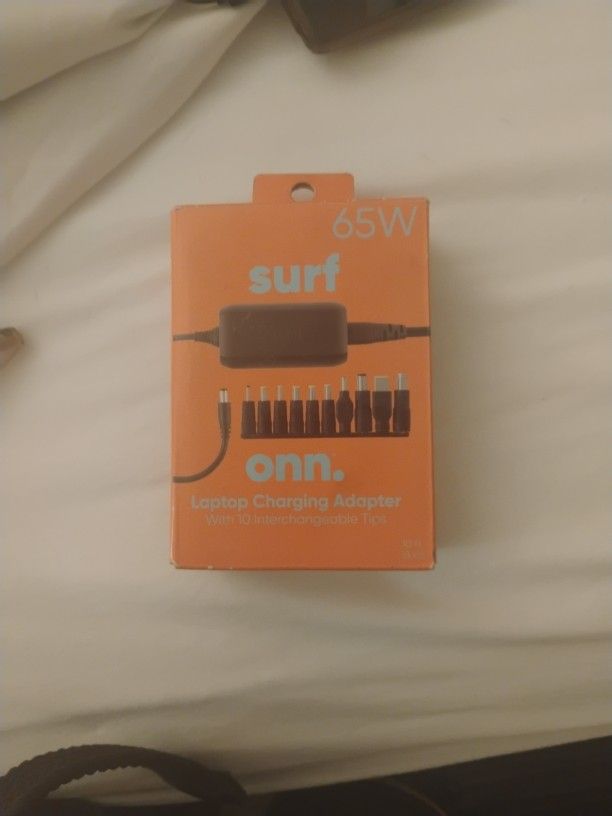 65W
surf
onn.
Laptop Charging Adapter
With 10 Interchangeable Tips